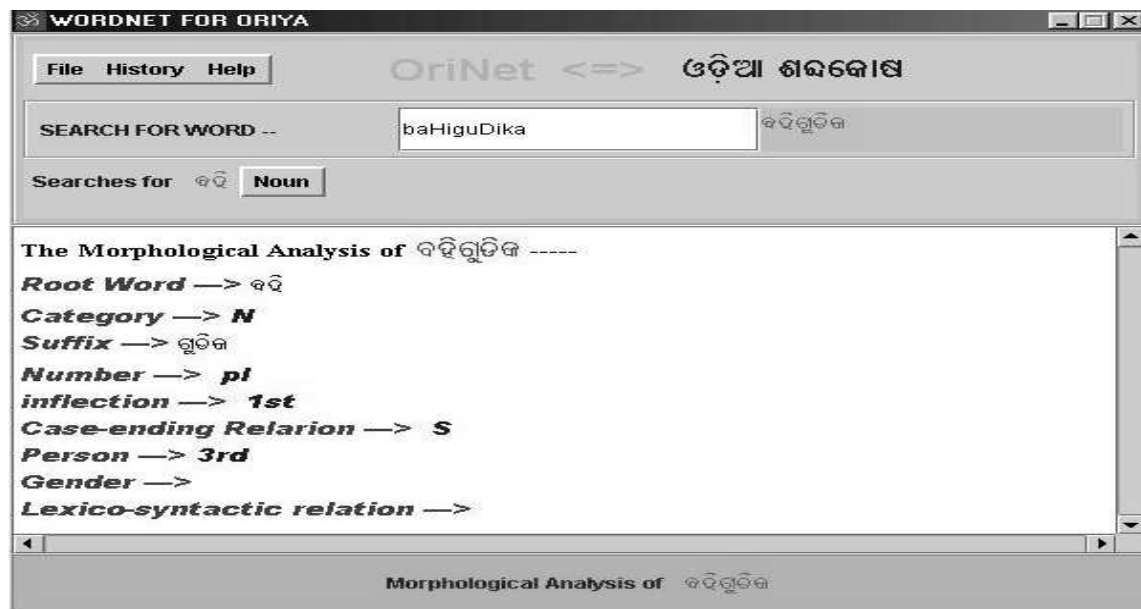 ॐ WORDNET FOR ORIYA
File History Help
OriNet <=> ଓଡ଼ିଆ ଶବ୍ଦକୋଷ
SEARCH FOR WORD -- baHiguDika ବହିଗୁଡିକ
Searches for ବହି Noun
The Morphological Analysis of ବହିଗୁଡିକ -----
Root Word —> ବହି
Category —> N
Suffix —> ଗୁଡିକ
Number —> pl
inflection —> 1st
Case-ending Relarion —> S
Person —> 3rd
Gender —>
Lexico-syntactic relation —>
Morphological Analysis of ବହିଗୁଡିକ